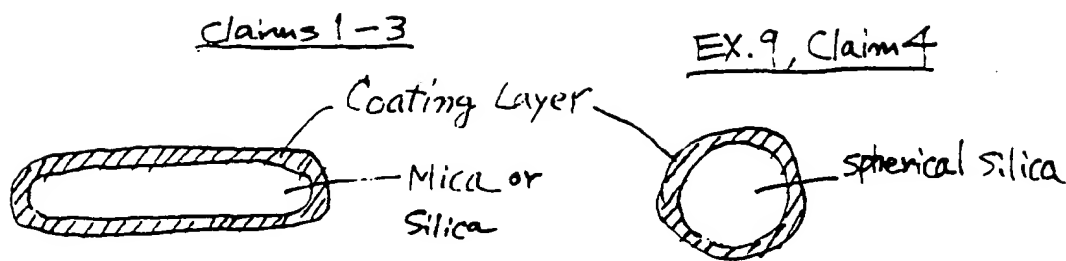 Claims 1-3
EX.9, Claim 4
Coating Layer
Mica or
Silica
spherical silica